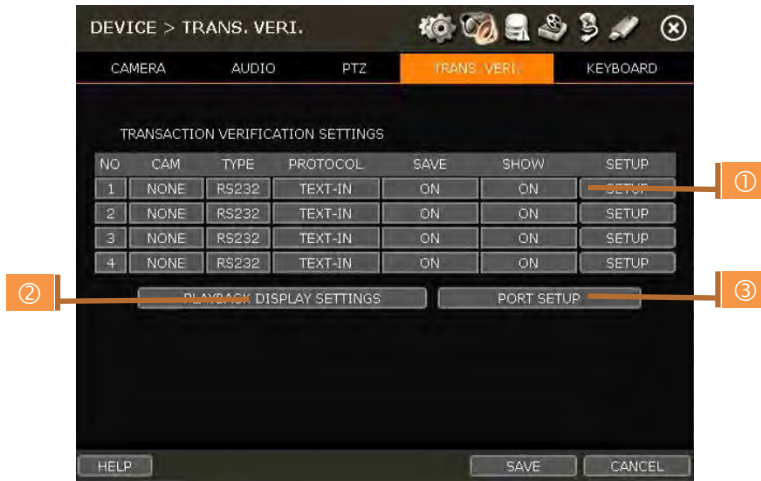 DEVICE > TRANS. VERI.
CAMERA AUDIO PTZ TRANS. VERI. KEYBOARD
TRANSACTION VERIFICATION SETTINGS
NO CAM TYPE PROTOCOL SAVE SHOW SETUP
1 NONE RS232 TEXT-IN ON ON SETUP ①
2 NONE RS232 TEXT-IN ON ON SETUP
3 NONE RS232 TEXT-IN ON ON SETUP
4 NONE RS232 TEXT-IN ON ON SETUP
② PLAYBACK DISPLAY SETTINGS PORT SETUP ③
HELP SAVE CANCEL